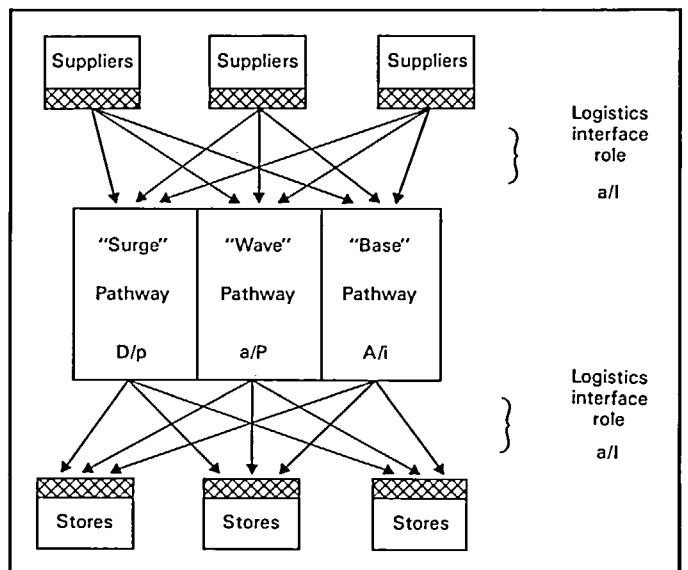 Suppliers
Suppliers
Suppliers
Logistics
interface
role
a/I
"Surge"
Pathway
D/p
"Wave"
Pathway
a/P
"Base"
Pathway
A/i
Logistics
interface
role
a/I
Stores
Stores
Stores